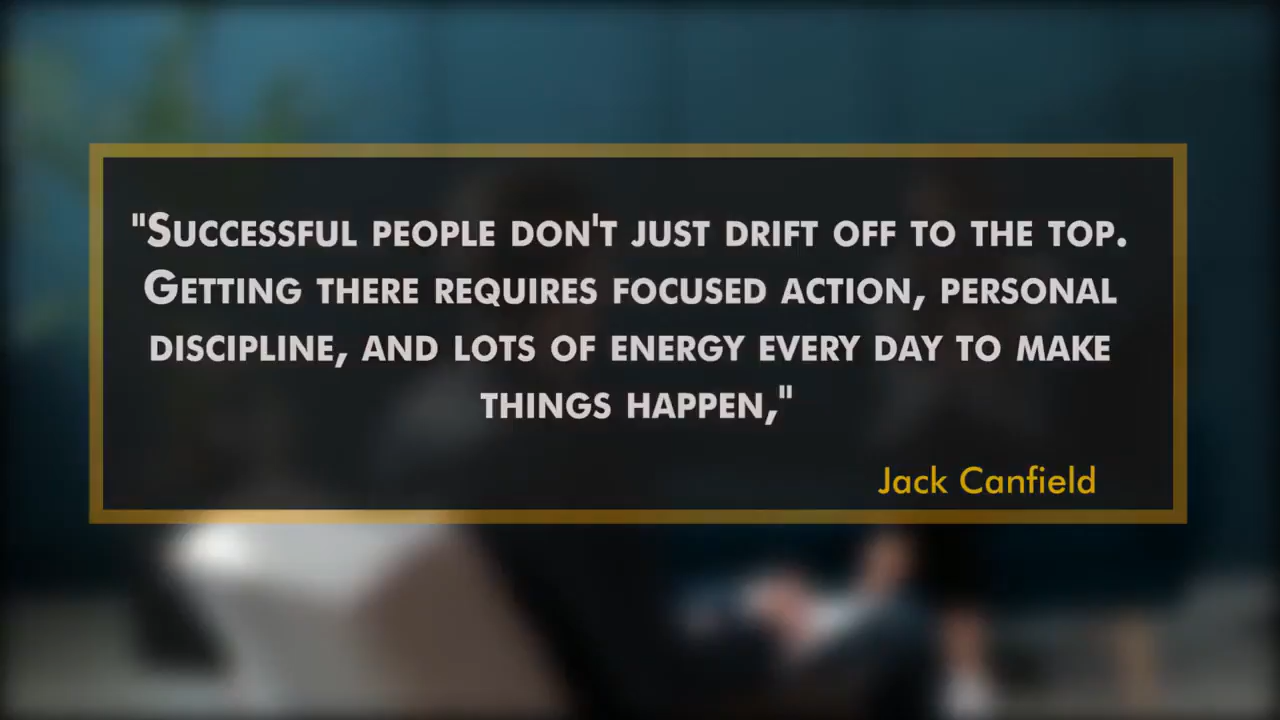 "Successful people don't just drift off to the top.
Getting there requires focused action, personal
discipline, and lots of energy every day to make
things happen,"
Jack Canfield